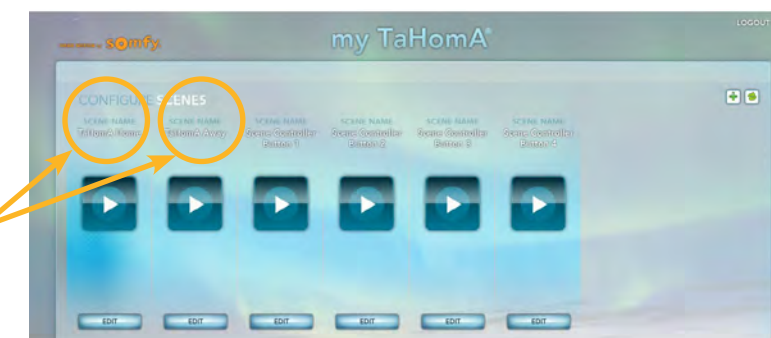 LOGOUT
somfy.
my TaHomA®
CONFIGURE SCENES
SCENE NAME SCENE NAME SCENE NAME SCENE NAME SCENE NAME SCENE NAME
TaHomA Home TaHomA Away Scene Controller Scene Controller Scene Controller Scene Controller
Button 1 Button 2 Button 3 Button 4
EDIT EDIT EDIT EDIT EDIT EDIT